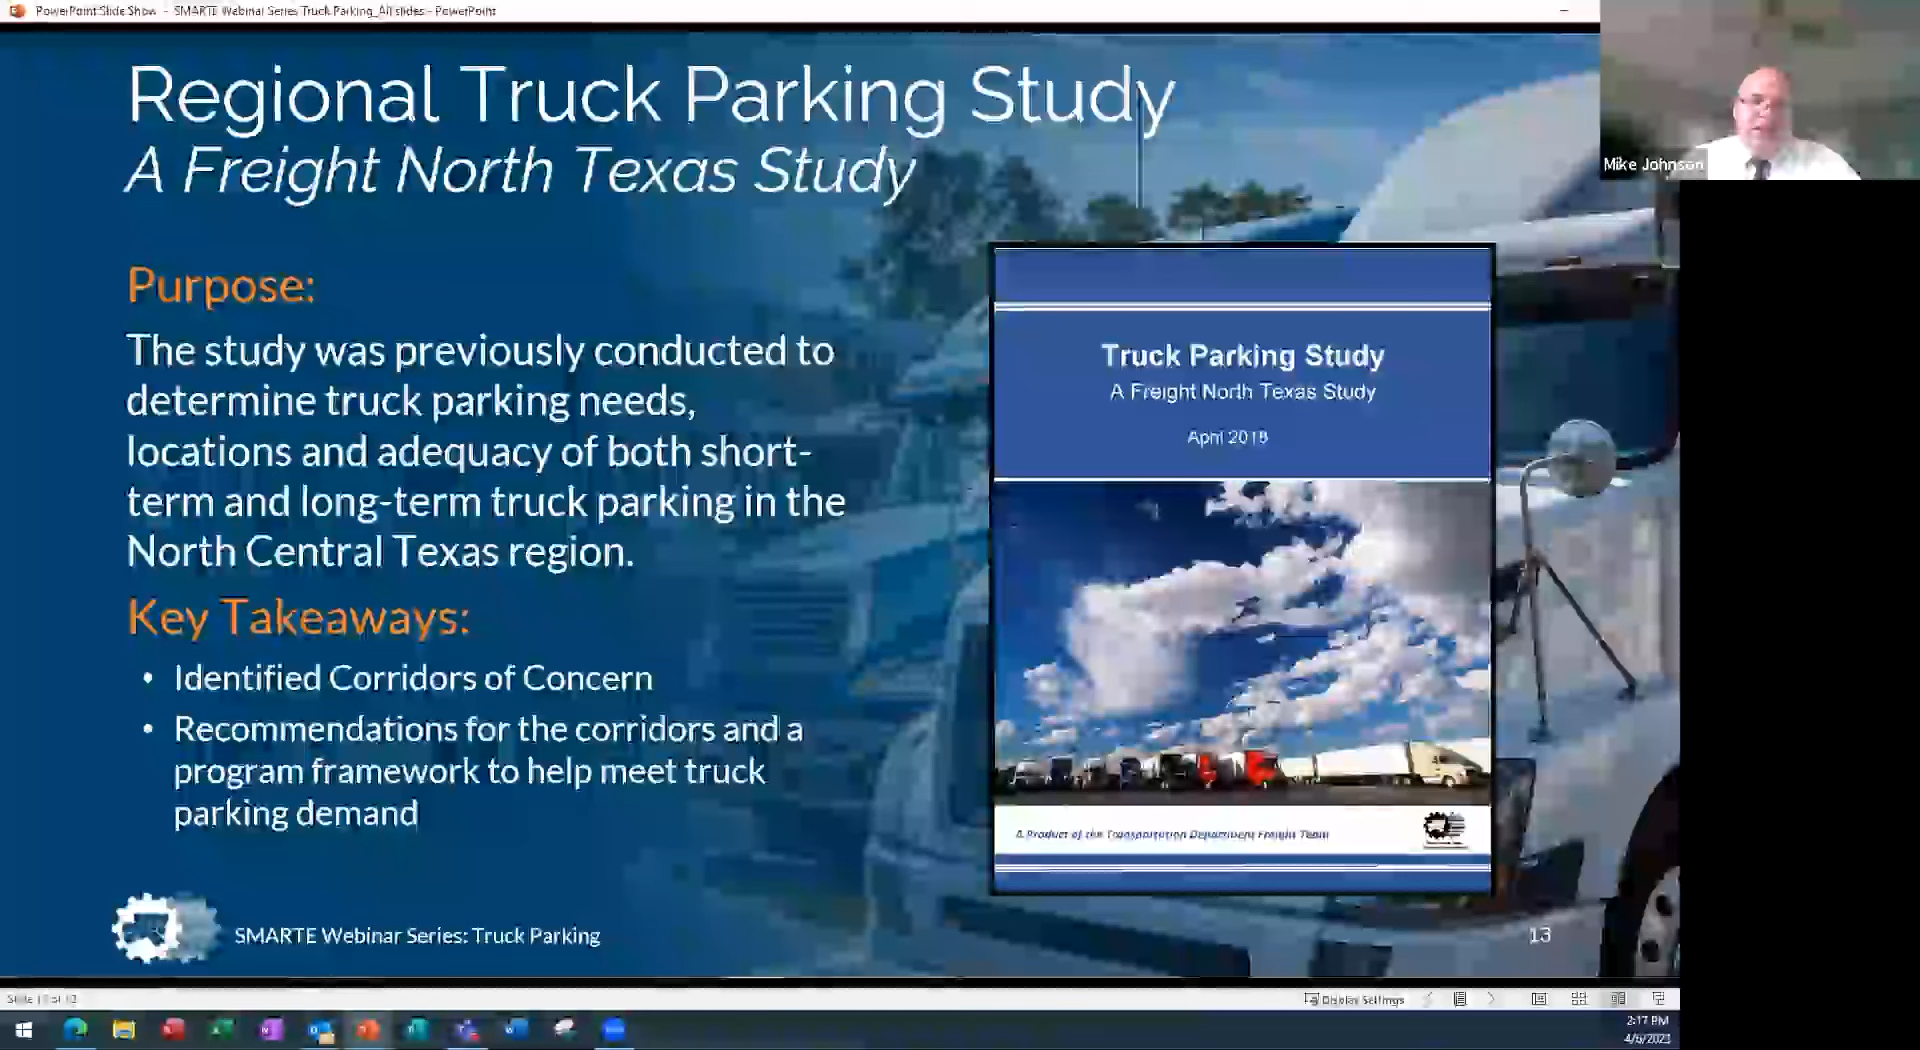 PowerPoint Slide Show - SMARTE Webinar Series Truck Parking_All slides - PowerPoint
Mike Johnson
Regional Truck Parking Study
A Freight North Texas Study
Purpose:
The study was previously conducted to
determine truck parking needs,
locations and adequacy of both short-
term and long-term truck parking in the
North Central Texas region.
Key Takeaways:
• Identified Corridors of Concern
• Recommendations for the corridors and a
program framework to help meet truck
parking demand
Truck Parking Study
A Freight North Texas Study
April 2018
A Product of the Transportation Department Freight Team
SMARTE Webinar Series: Truck Parking
13
Display Settings
2:17 PM